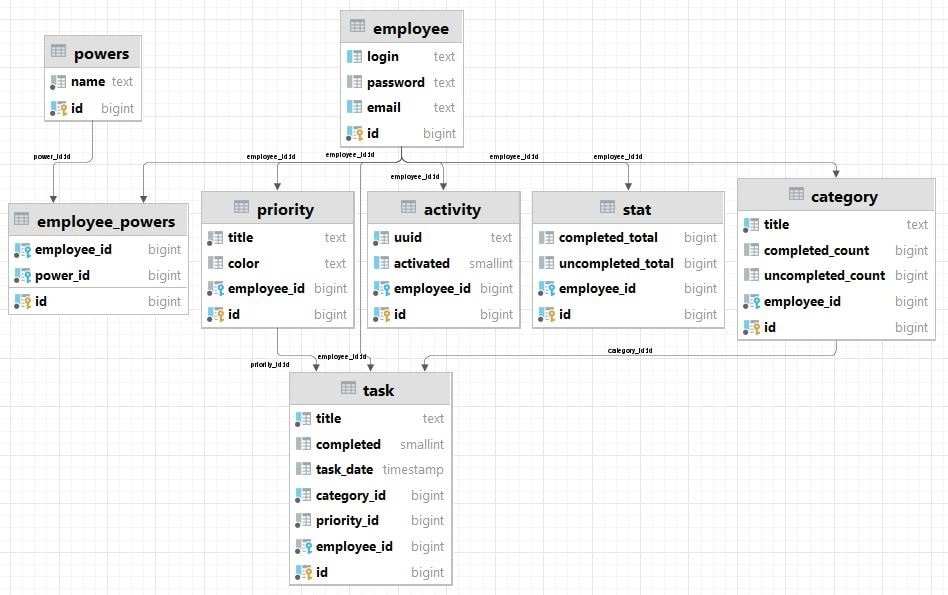 employee
login text
password text
email text
id bigint
powers
name text
id bigint
power_id:id
employee_id:id
employee_id:id
employee_id:id
employee_id:id
employee_id:id
employee_powers
employee_id bigint
power_id bigint
id bigint
priority
title text
color text
employee_id bigint
id bigint
activity
uuid text
activated smallint
employee_id bigint
id bigint
stat
completed_total bigint
uncompleted_total bigint
employee_id bigint
id bigint
category
title text
completed_count bigint
uncompleted_count bigint
employee_id bigint
id bigint
priority_id:id
employee_id:id
category_id:id
task
title text
completed smallint
task_date timestamp
category_id bigint
priority_id bigint
employee_id bigint
id bigint